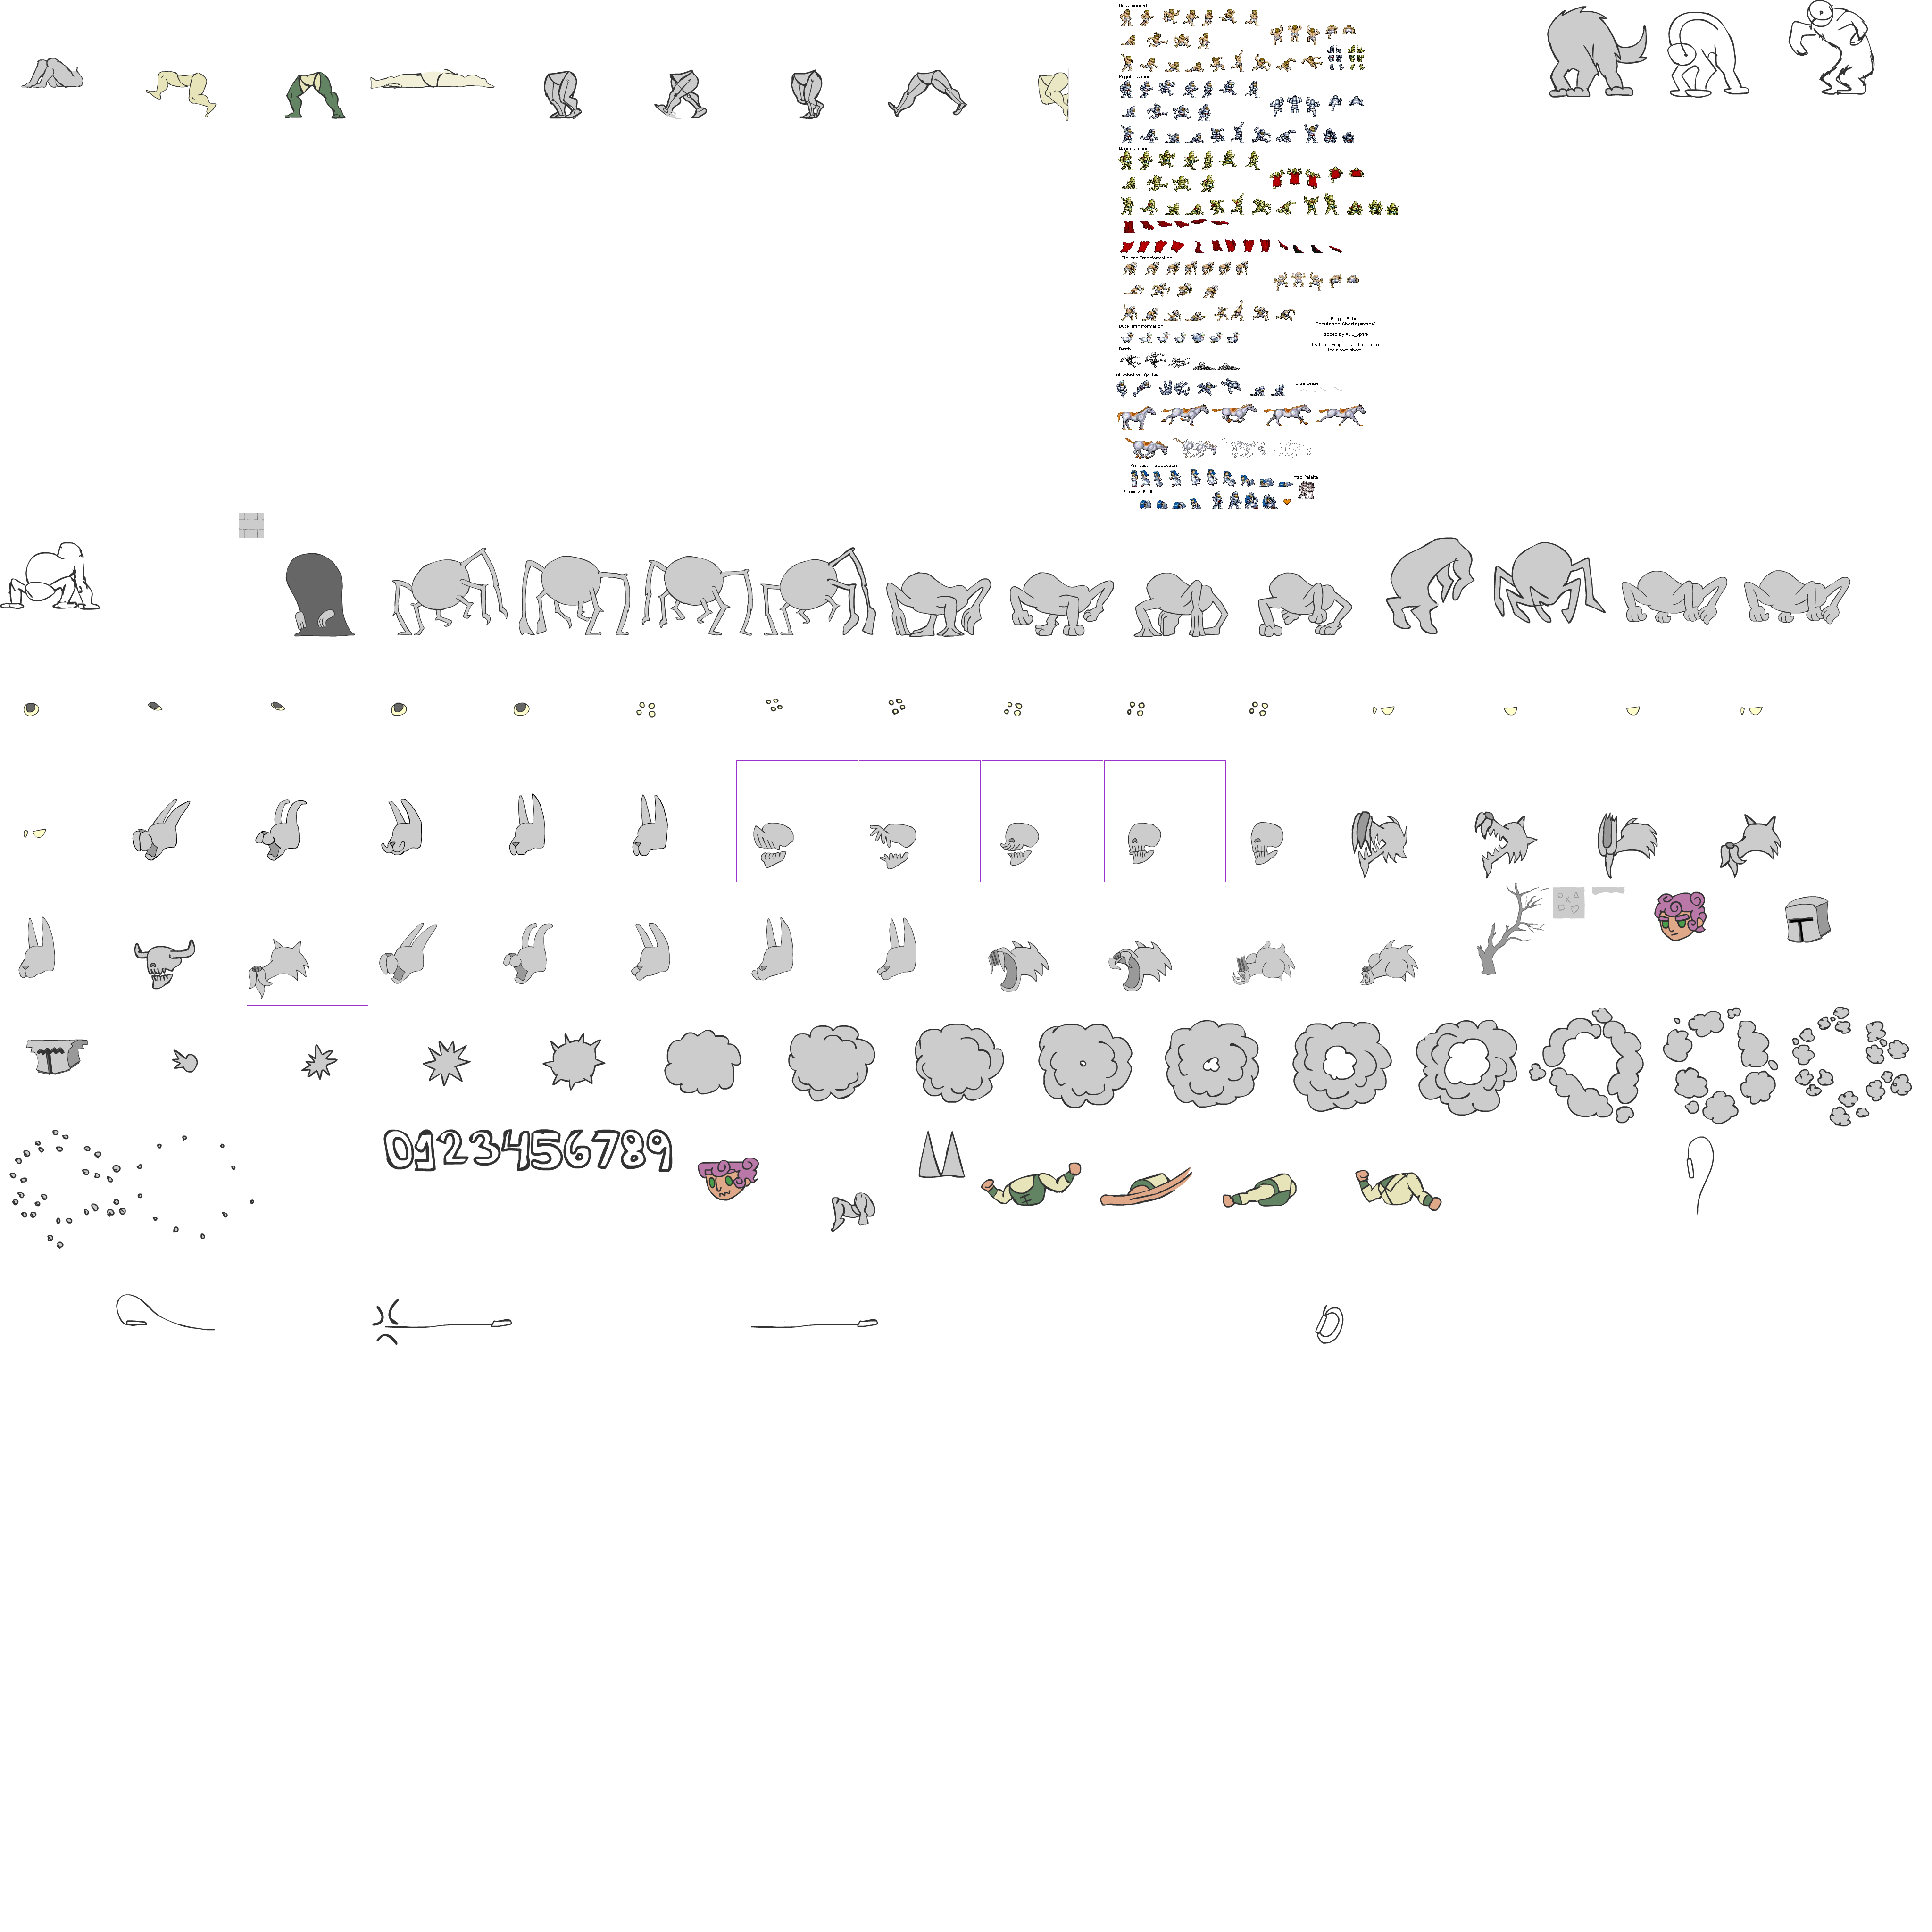 Un-Armoured
Regular Armour
Magic Armour
Old Man Transformation
Knight Arthur
Ghouls and Ghosts (Arcade)
Ripped by ACE_Spark
I will rip weapons and magic to
their own sheet.
Duck Transformation
Death
Introduction Sprites
Horse Lease
Princess Introduction
Intro Palette
Princess Ending
0123456789